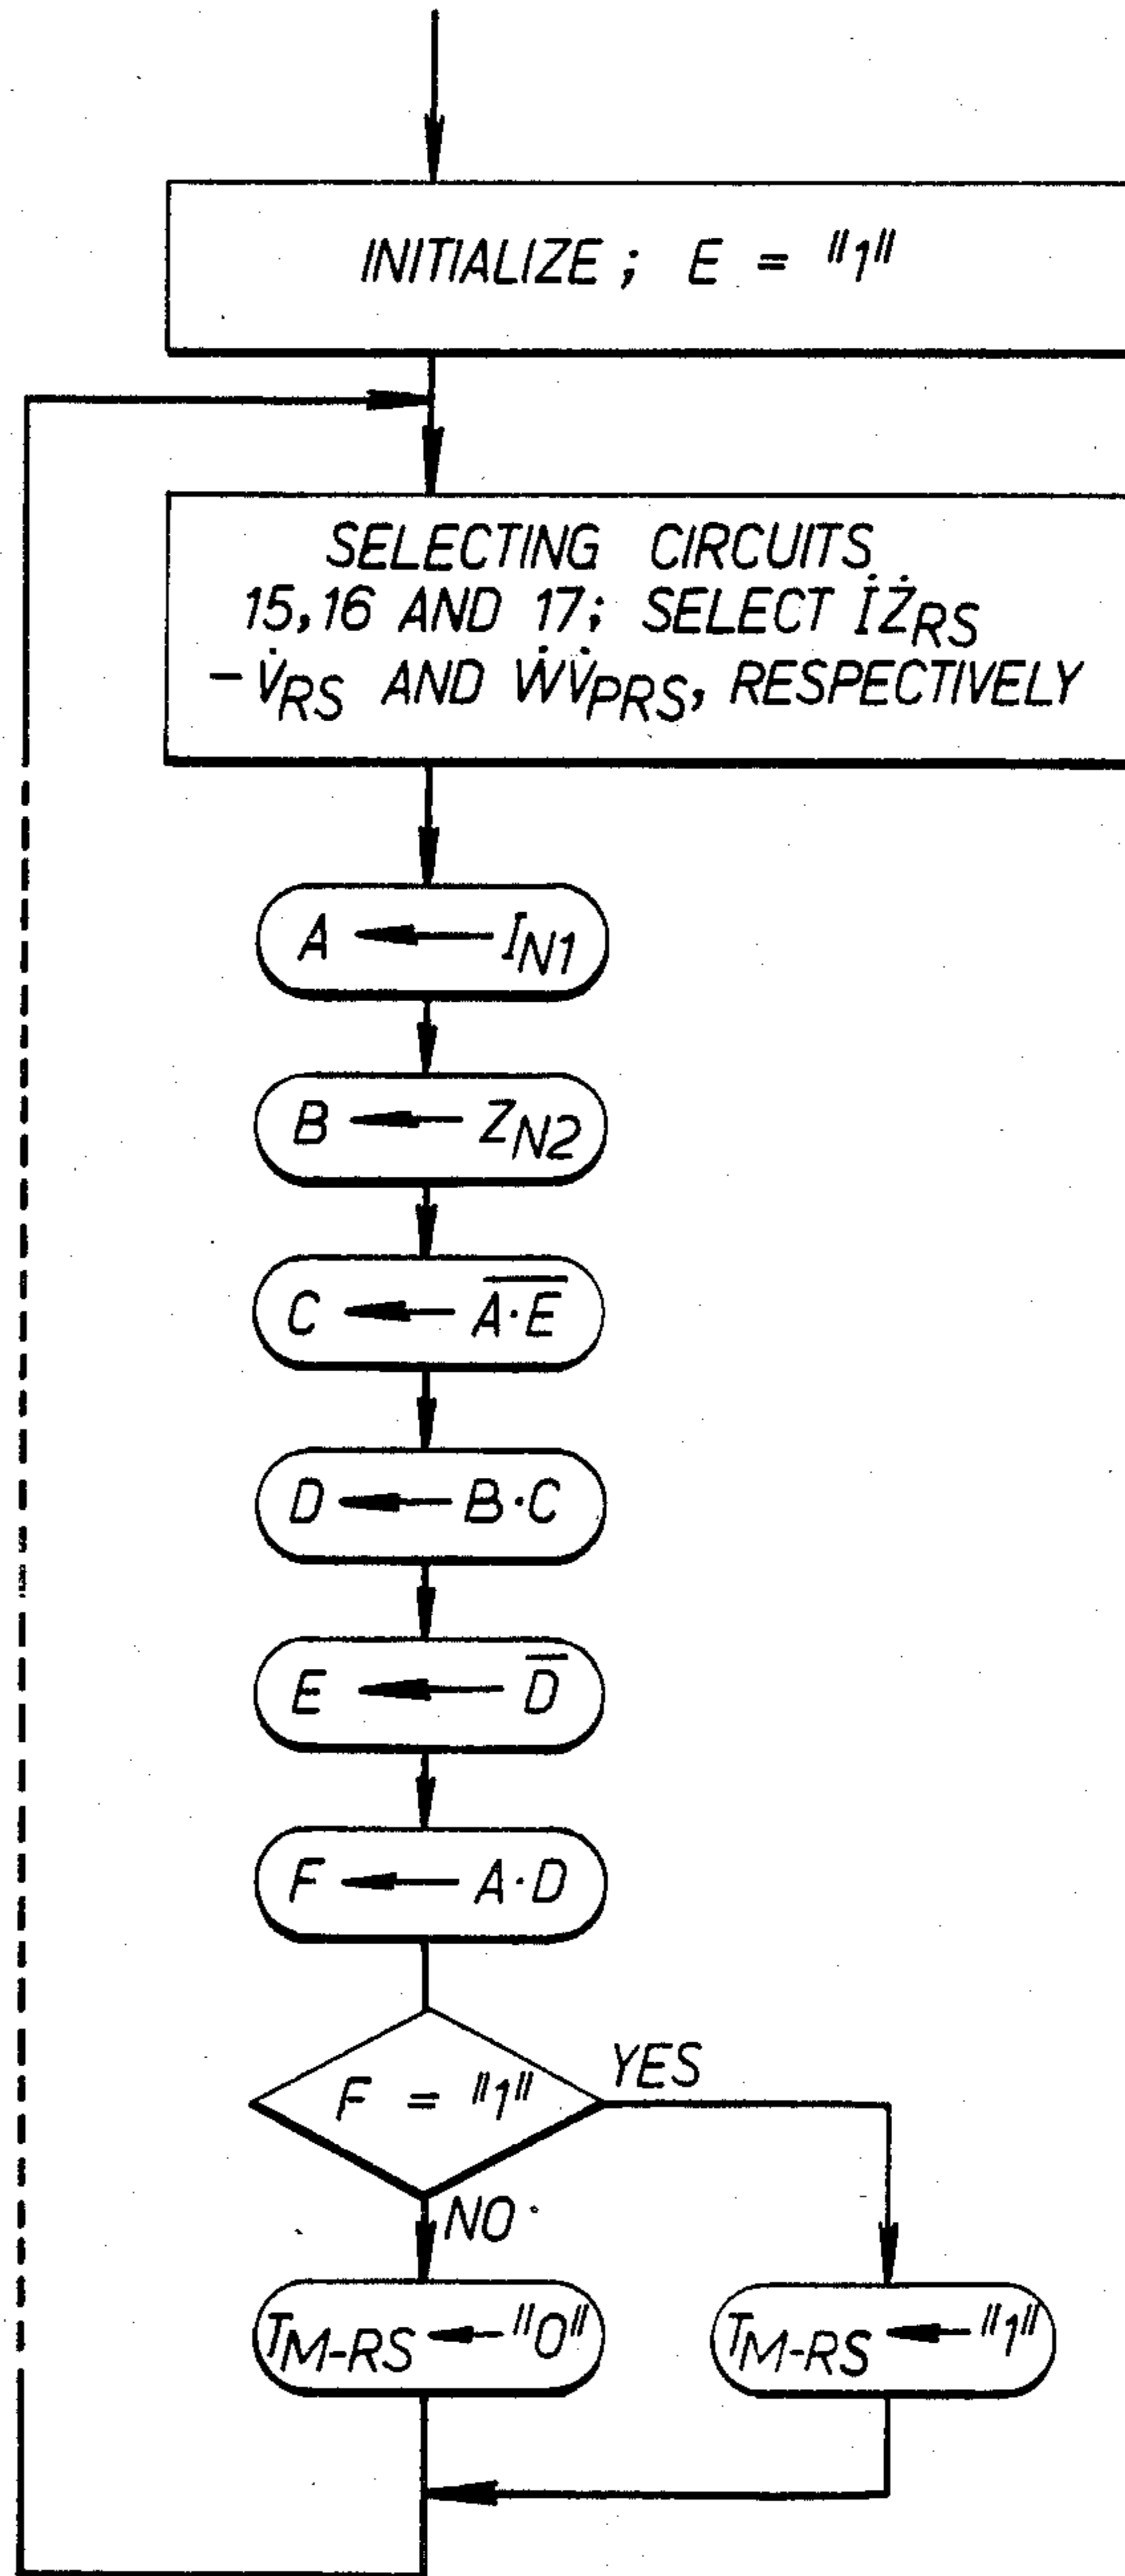 INITIALIZE ; E = "1"
SELECTING CIRCUITS
15,16 AND 17; SELECT İŻRS
-V̇RS AND ẆV̇PRS, RESPECTIVELY
A ← IN1
B ← ZN2
C ← A·E̅
D ← B·C
E ← D̅
F ← A·D
F = "1"
YES
NO
TM-RS ← "0"
TM-RS ← "1"